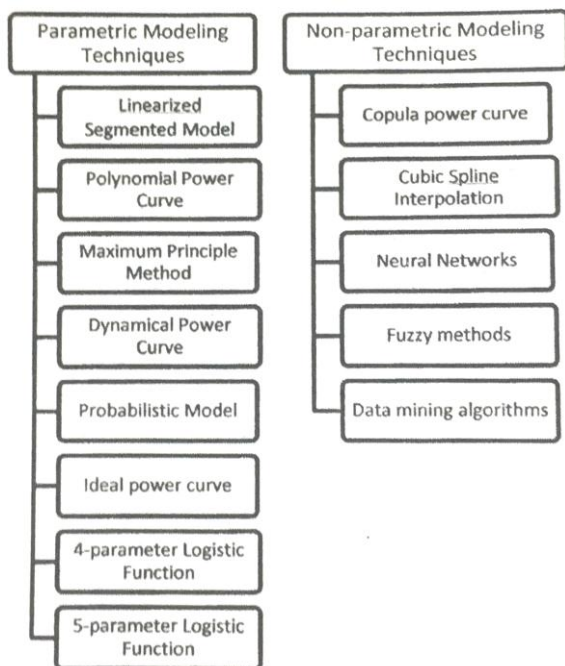 Parametric Modeling
Techniques
Linearized
Segmented Model
Polynomial Power
Curve
Maximum Principle
Method
Dynamical Power
Curve
Probabilistic Model
Ideal power curve
4-parameter Logistic
Function
5-parameter Logistic
Function
Non-parametric Modeling
Techniques
Copula power curve
Cubic Spline
Interpolation
Neural Networks
Fuzzy methods
Data mining algorithms